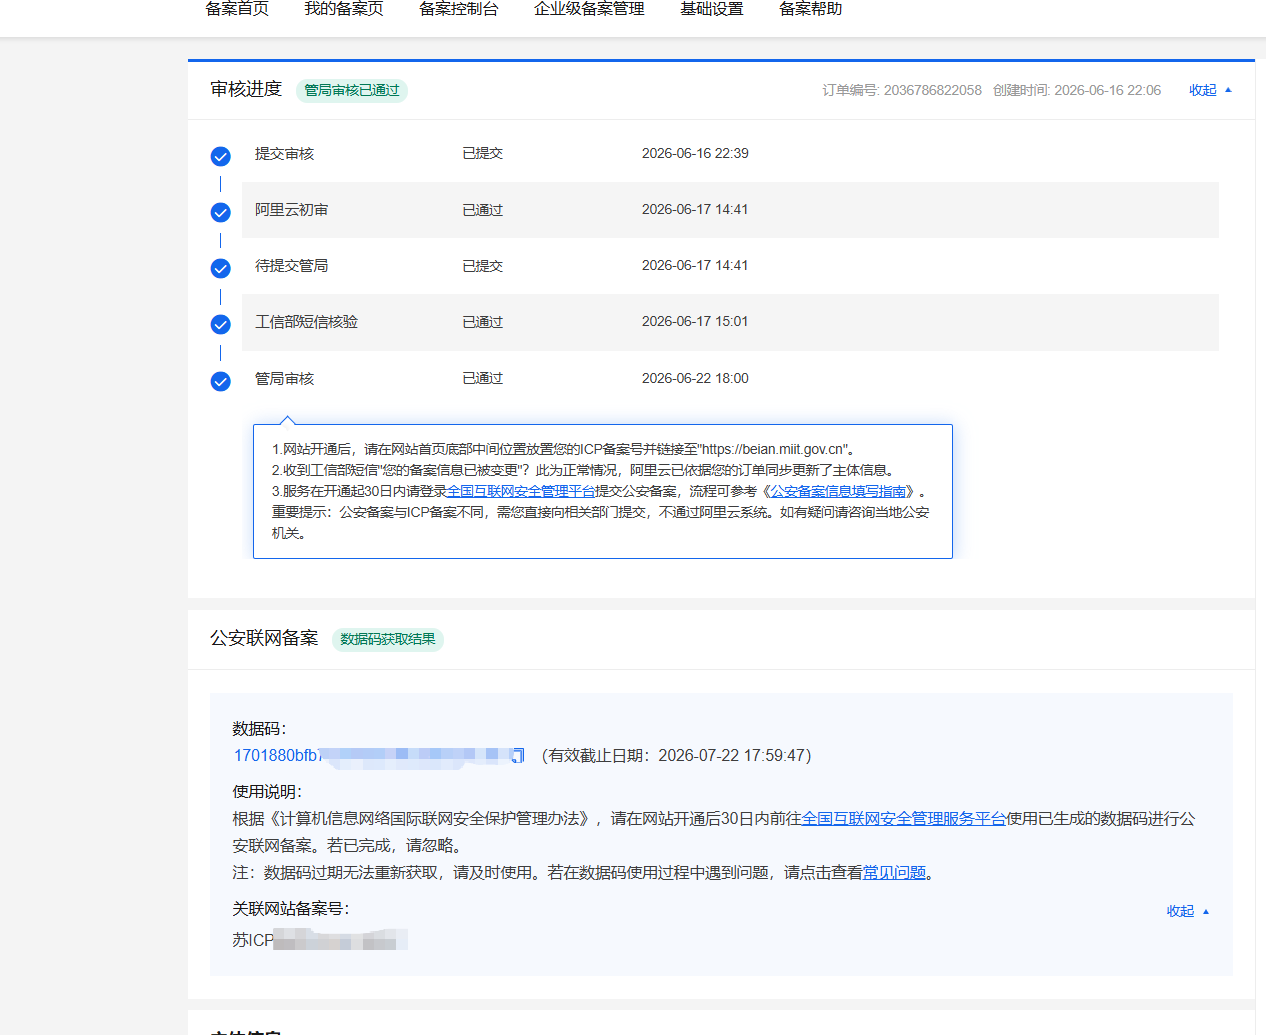 备案首页 我的备案页 备案控制台 企业级备案管理 基础设置 备案帮助
审核进度 管局审核已通过 订单编号: 2036786822058 创建时间: 2026-06-16 22:06 收起
提交审核 已提交 2026-06-16 22:39
阿里云初审 已通过 2026-06-17 14:41
待提交管局 已提交 2026-06-17 14:41
工信部短信核验 已通过 2026-06-17 15:01
管局审核 已通过 2026-06-22 18:00
1.网站开通后，请在网站首页底部中间位置放置您的ICP备案号并链接至"https://beian.miit.gov.cn"。
2.收到工信部短信"您的备案信息已被变更"？此为正常情况，阿里云已依据您的订单同步更新了主体信息。
3.服务在开通起30日内请登录全国互联网安全管理平台提交公安备案，流程可参考《公安备案信息填写指南》。
重要提示：公安备案与ICP备案不同，需您直接向相关部门提交，不通过阿里云系统。如有疑问请咨询当地公安
机关。
公安联网备案 数据码获取结果
数据码：
1701880bfb （有效截止日期：2026-07-22 17:59:47）
使用说明：
根据《计算机信息网络国际联网安全保护管理办法》，请在网站开通后30日内前往全国互联网安全管理服务平台使用已生成的数据码进行公
安联网备案。若已完成，请忽略。
注：数据码过期无法重新获取，请及时使用。若在数据码使用过程中遇到问题，请点击查看常见问题。
关联网站备案号： 收起
苏ICP